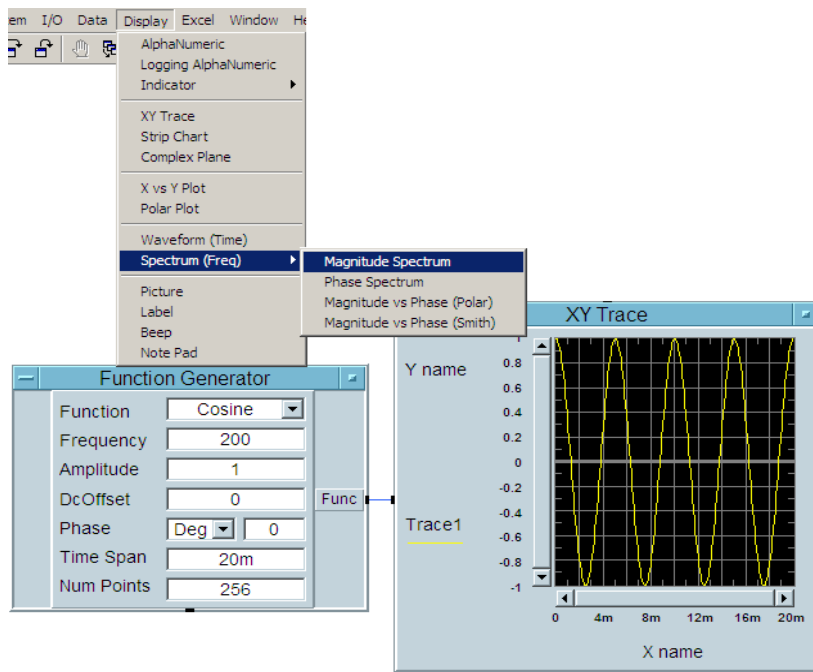 em I/O Data Display Excel Window He
AlphaNumeric
Logging AlphaNumeric
Indicator
XY Trace
Strip Chart
Complex Plane
X vs Y Plot
Polar Plot
Waveform (Time)
Spectrum (Freq)
Magnitude Spectrum
Phase Spectrum
Magnitude vs Phase (Polar)
Magnitude vs Phase (Smith)
Picture
Label
Beep
Note Pad
Function Generator
Function Cosine
Frequency 200
Amplitude 1
DcOffset 0
Phase Deg 0
Time Span 20m
Num Points 256
Func
XY Trace
Y name
Trace1
1
0.8
0.6
0.4
0.2
0
-0.2
-0.4
-0.6
-0.8
-1
0 4m 8m 12m 16m 20m
X name